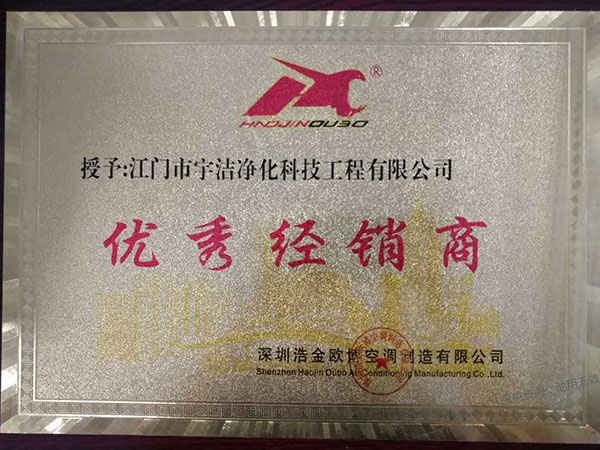 ®
HAOJINOUBO
授予:江门市宇洁净化科技工程有限公司
优秀经销商
深圳浩金欧博空调制造有限公司
Shenzhen Haojin Oubo Air Conditioning Manufacturing Co.,Ltd.